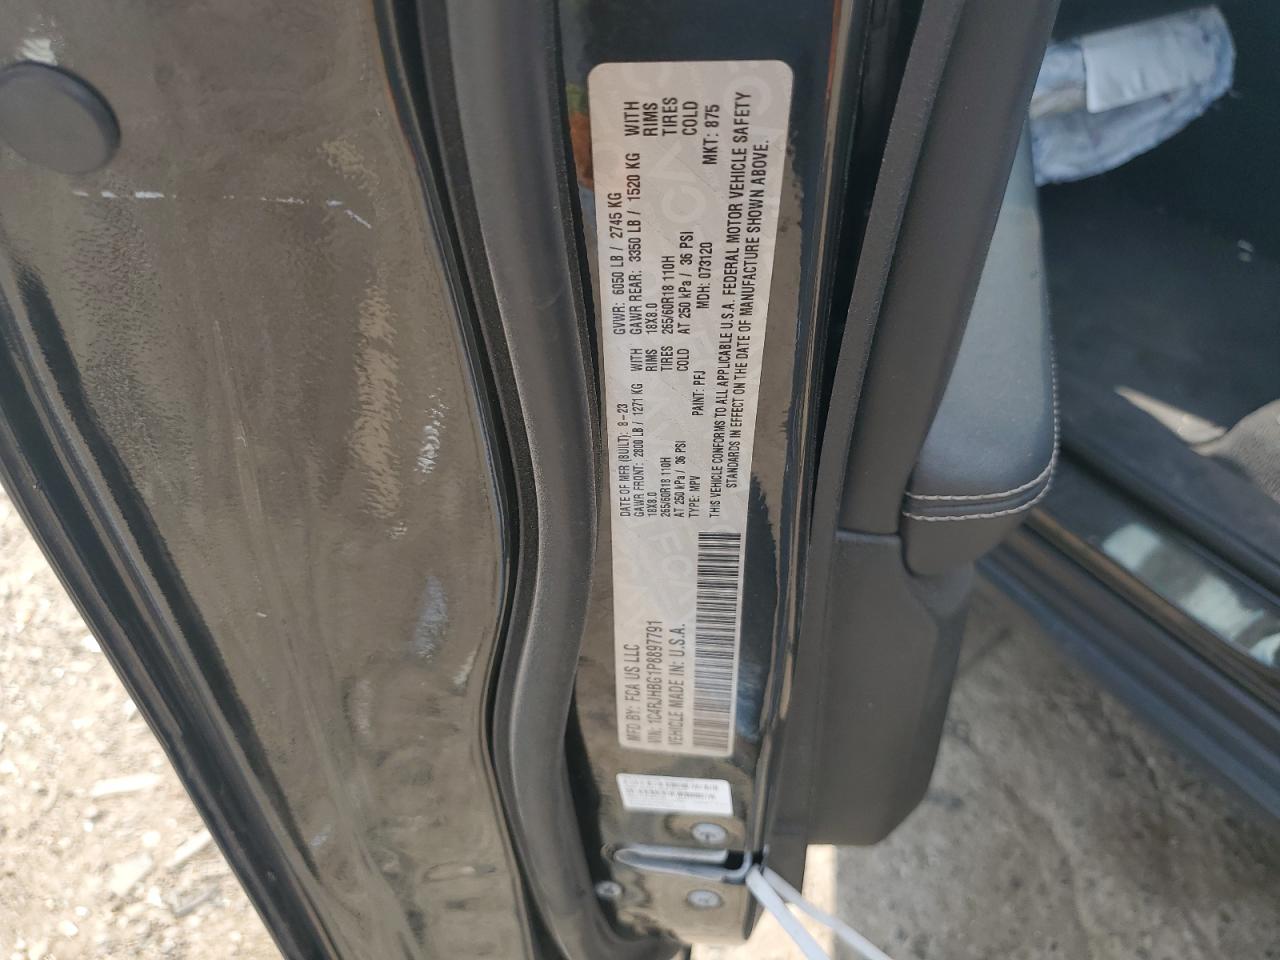 MFD BY: FCA US LLC
DATE OF MFR (BUILT): 8-23
GVWR: 6050 LB / 2745 KG
GAWR FRONT: 2800 LB / 1271 KG WITH
18X8.0 RIMS
265/60R18 110H TIRES
AT 250 kPa / 36 PSI COLD
GAWR REAR: 3350 LB / 1520 KG WITH
18X8.0 RIMS
265/60R18 110H TIRES
AT 250 kPa / 36 PSI COLD
VIN: 1C4RJHBG1P8897791
TYPE: MPV
PAINT: PFJ
MDH: 073120
MKT: 875
VEHICLE MADE IN: U.S.A.
THIS VEHICLE CONFORMS TO ALL APPLICABLE U.S.A. FEDERAL MOTOR VEHICLE SAFETY
STANDARDS IN EFFECT ON THE DATE OF MANUFACTURE SHOWN ABOVE.